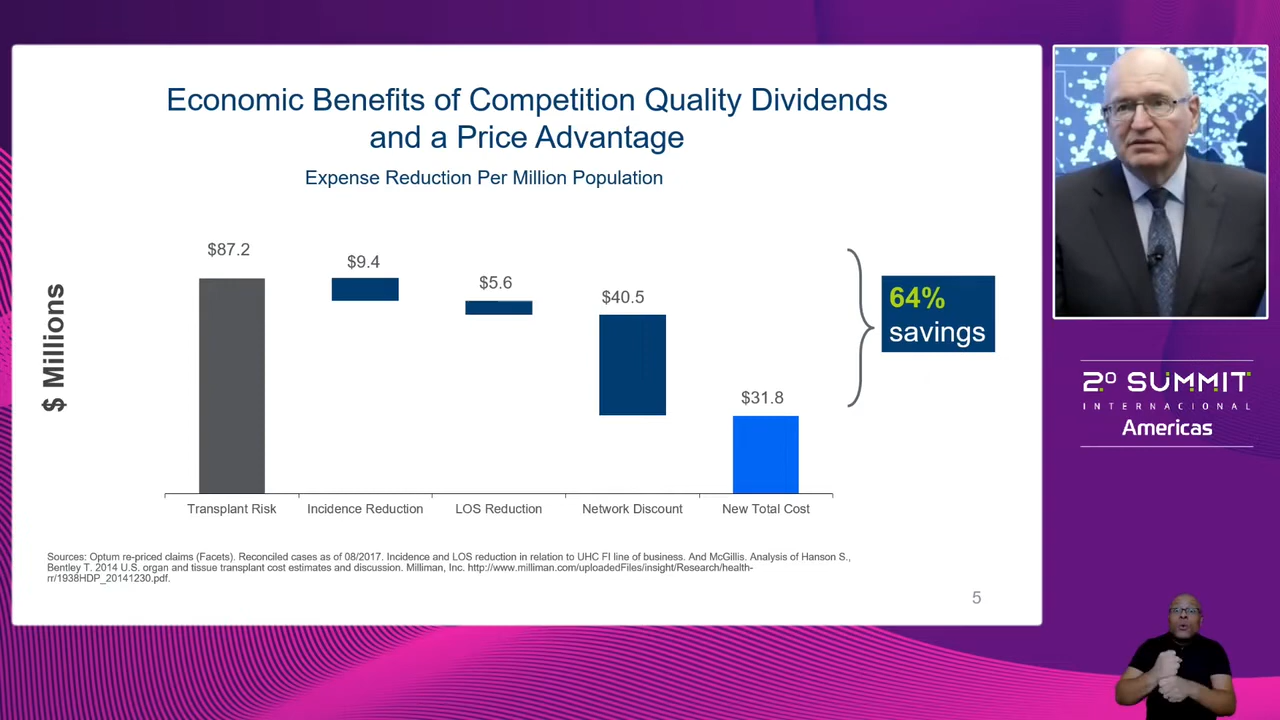 Economic Benefits of Competition Quality Dividends
and a Price Advantage
Expense Reduction Per Million Population
$ Millions
$87.2
$9.4
$5.6
$40.5
$31.8
64%
savings
Transplant Risk
Incidence Reduction
LOS Reduction
Network Discount
New Total Cost
Sources: Optum re-priced claims (Facets). Reconciled cases as of 08/2017. Incidence and LOS reduction in relation to UHC FI line of business. And McGillis. Analysis of Hanson S.,
Bentley T. 2014 U.S. organ and tissue transplant cost estimates and discussion. Milliman, Inc. http://www.milliman.com/uploadedFiles/insight/Research/health-
rr/1938HDP_20141230.pdf.
5
2º SUMMIT
INTERNACIONAL
Americas